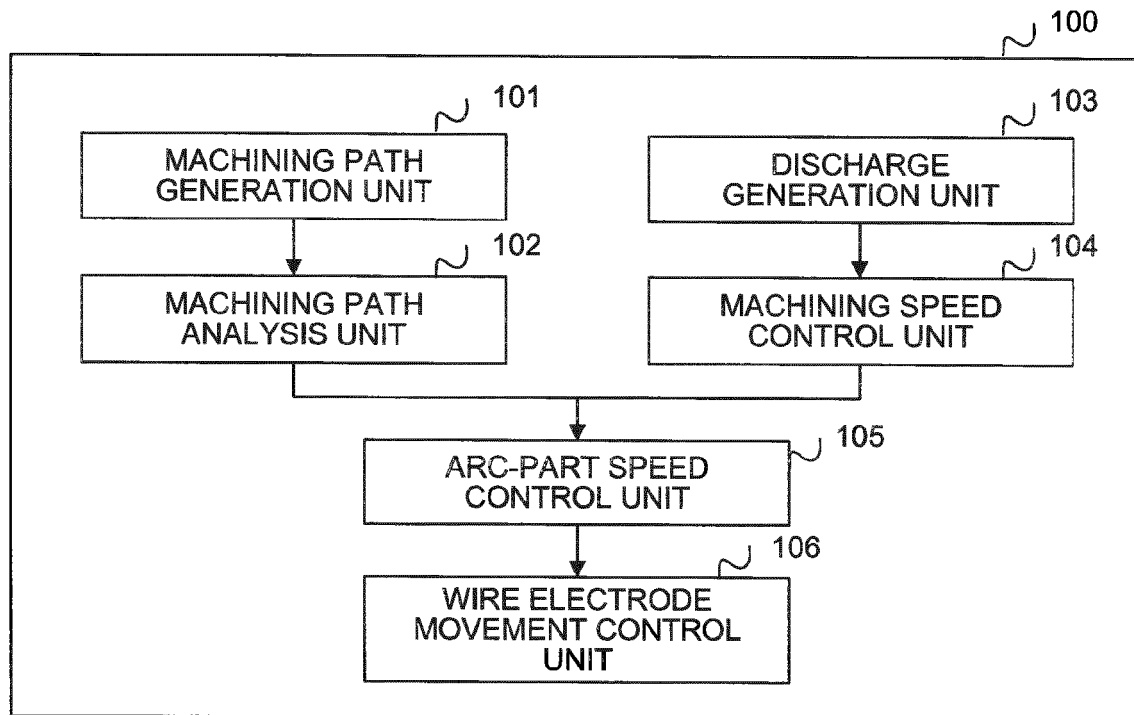 100
101
MACHINING PATH
GENERATION UNIT
103
DISCHARGE
GENERATION UNIT
102
MACHINING PATH
ANALYSIS UNIT
104
MACHINING SPEED
CONTROL UNIT
105
ARC-PART SPEED
CONTROL UNIT
106
WIRE ELECTRODE
MOVEMENT CONTROL
UNIT